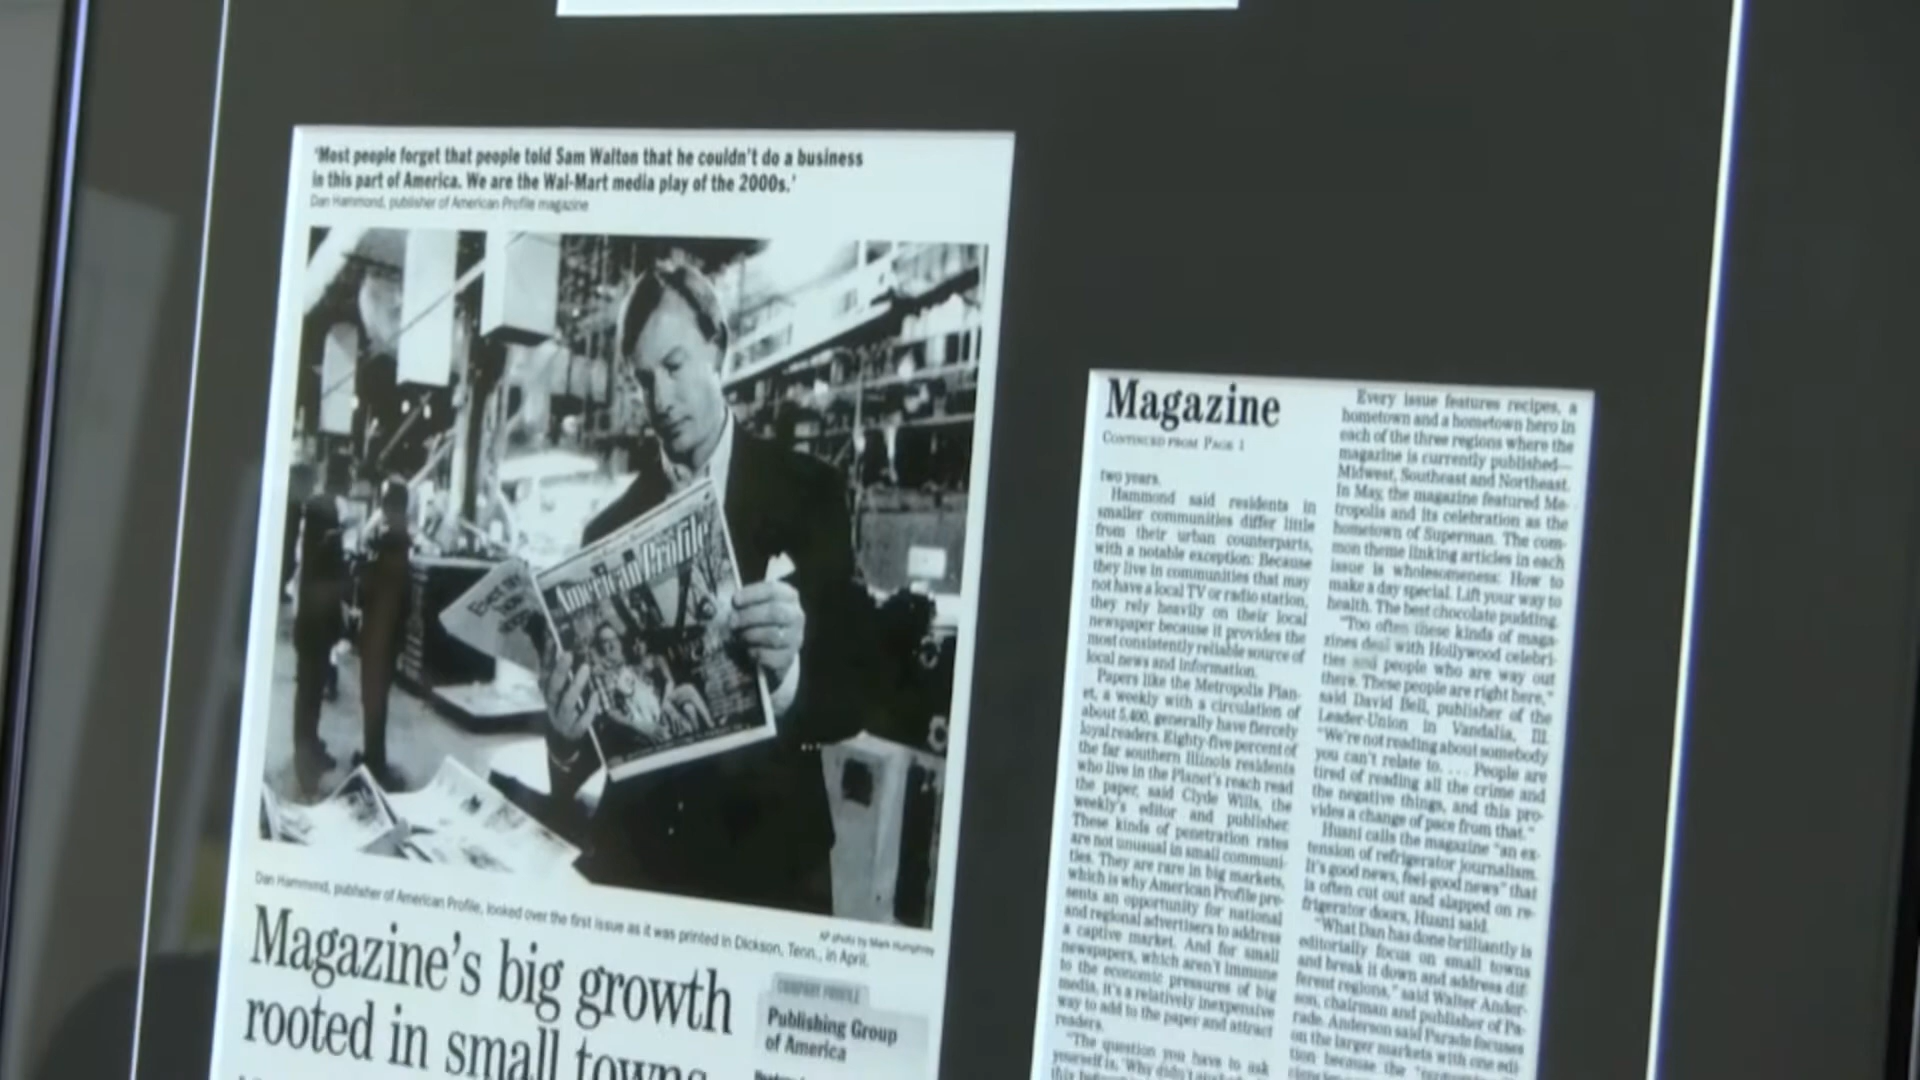 'Most people forget that people told Sam Walton that he couldn't do a business
in this part of America. We are the Wal-Mart media play of the 2000s.'
Dan Hammond, publisher of American Profile magazine
American Profile
Dan Hammond, publisher of American Profile, looked over the first issue as it was printed in Dickson, Tenn., in April.
AP photo by Mark Humphrey
Magazine's big growth
rooted in small towns
COMPANY PROFILE
Publishing Group
of America
Magazine
CONTINUED FROM PAGE 1
two years.
Hammond said residents in
smaller communities differ little
from their urban counterparts,
with a notable exception: Because
they live in communities that may
not have a local TV or radio station,
they rely heavily on their local
newspaper because it provides the
most consistently reliable source of
local news and information.
Papers like the Metropolis Plan-
et, a weekly with a circulation of
about 5,400, generally have fiercely
loyal readers. Eighty-five percent of
the far southern Illinois residents
who live in the Planet's reach read
the paper, said Clyde Wills, the
weekly's editor and publisher.
These kinds of penetration rates
are not unusual in small communi-
ties. They are rare in big markets,
which is why American Profile pre-
sents an opportunity for national
and regional advertisers to address
a captive market. And for small
newspapers, which aren't immune
to the economic pressures of big
media, it's a relatively inexpensive
way to add to the paper and attract
readers.
"The question you have to ask
yourself is, 'Why didn't
Every issue features recipes, a
hometown and a hometown hero in
each of the three regions where the
magazine is currently published—
Midwest, Southeast and Northeast.
In May, the magazine featured Me-
tropolis and its celebration as the
hometown of Superman. The com-
mon theme linking articles in each
issue is wholesomeness: How to
make a day special. Lift your way to
health. The best chocolate pudding.
"Too often these kinds of maga-
zines deal with Hollywood celebri-
ties and people who are way out
there. These people are right here,"
said David Bell, publisher of the
Leader-Union in Vandalia, Ill.
"We're not reading about somebody
you can't relate to. . . . People are
tired of reading all the crime and
the negative things, and this pro-
vides a change of pace from that."
Husni calls the magazine "an ex-
tension of refrigerator journalism.
It's good news, feel-good news" that
is often cut out and slapped on re-
frigerator doors, Husni said.
"What Dan has done brilliantly is
editorially focus on small towns
and break it down and address dif-
ferent regions," said Walter Ander-
son, chairman and publisher of Pa-
rade. Anderson said Parade focuses
on the larger markets with one edi-
tion because the